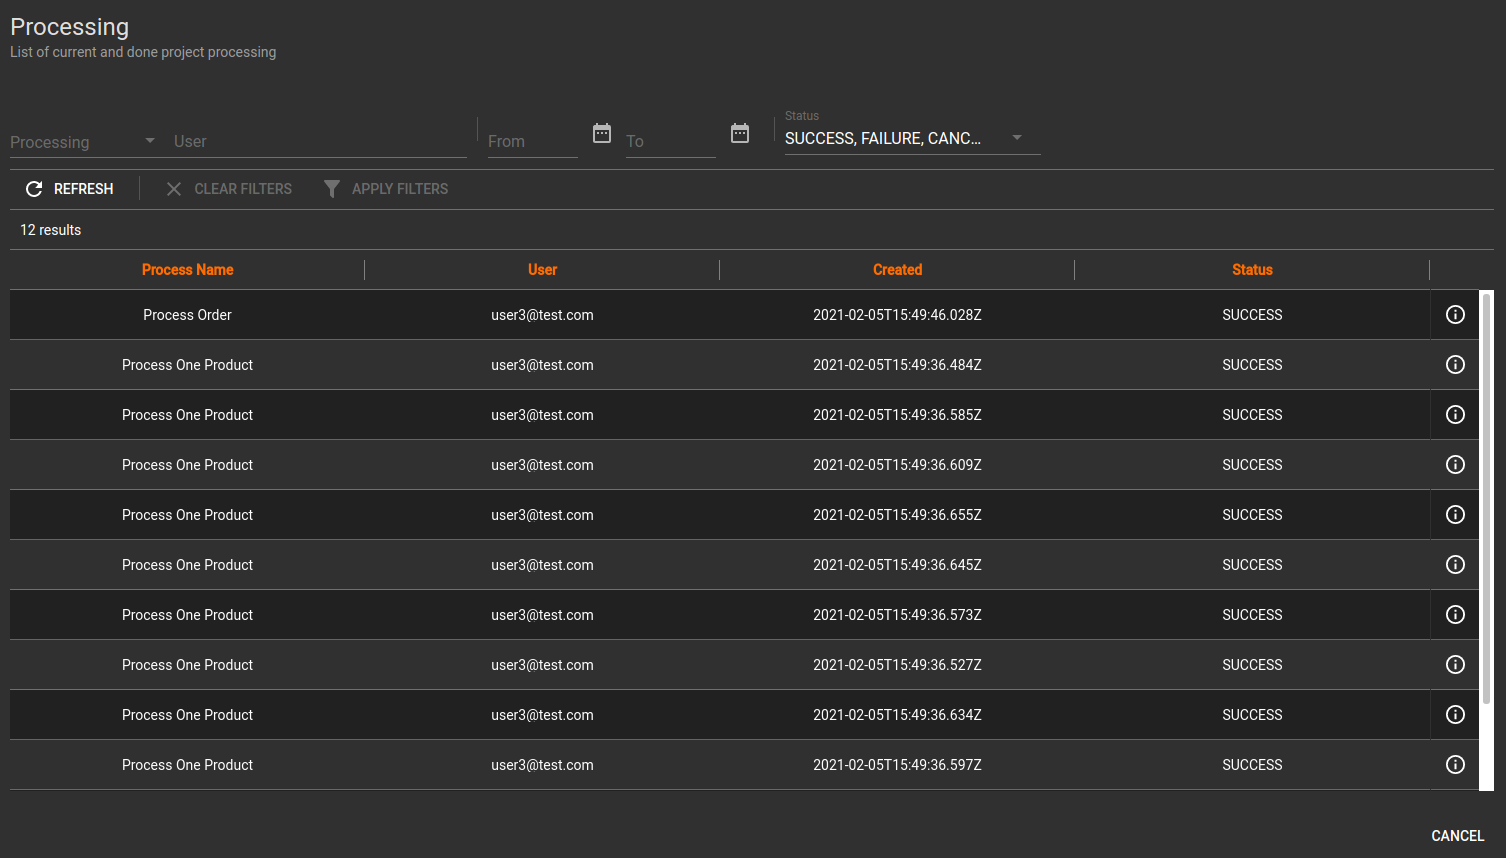 Processing
List of current and done project processing
Status
Processing User From To SUCCESS, FAILURE, CANC...
REFRESH CLEAR FILTERS APPLY FILTERS
12 results
Process Name User Created Status
Process Order user3@test.com 2021-02-05T15:49:46.028Z SUCCESS
Process One Product user3@test.com 2021-02-05T15:49:36.484Z SUCCESS
Process One Product user3@test.com 2021-02-05T15:49:36.585Z SUCCESS
Process One Product user3@test.com 2021-02-05T15:49:36.609Z SUCCESS
Process One Product user3@test.com 2021-02-05T15:49:36.655Z SUCCESS
Process One Product user3@test.com 2021-02-05T15:49:36.645Z SUCCESS
Process One Product user3@test.com 2021-02-05T15:49:36.573Z SUCCESS
Process One Product user3@test.com 2021-02-05T15:49:36.527Z SUCCESS
Process One Product user3@test.com 2021-02-05T15:49:36.634Z SUCCESS
Process One Product user3@test.com 2021-02-05T15:49:36.597Z SUCCESS
CANCEL